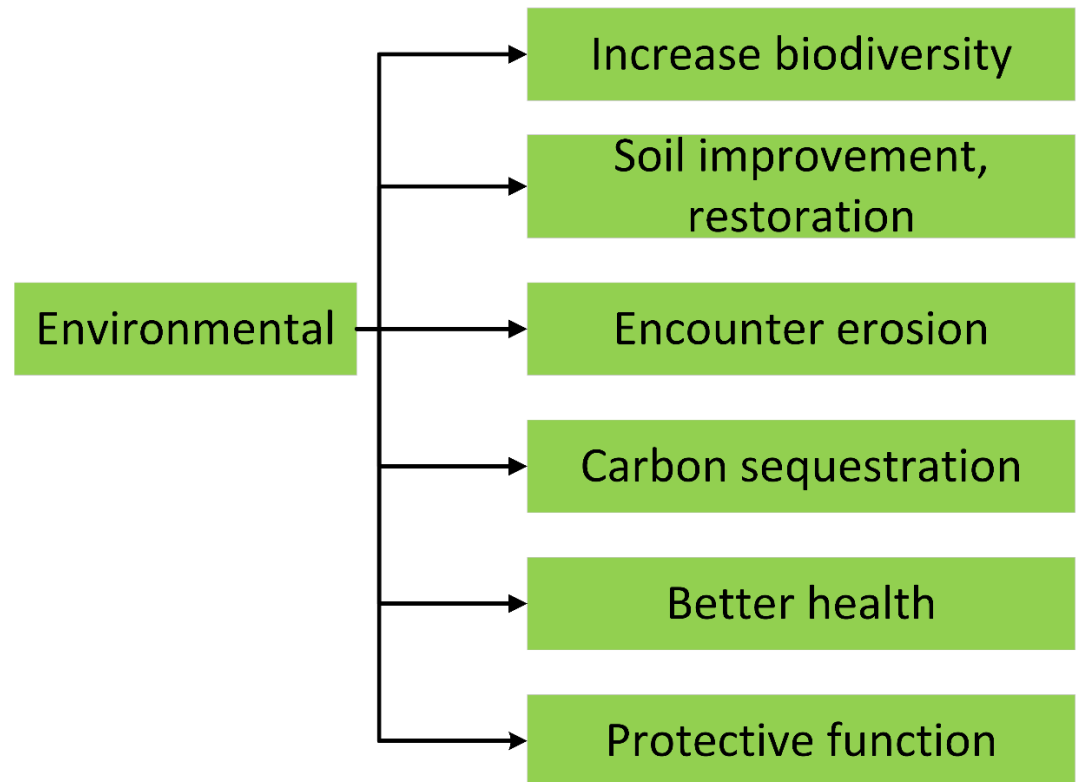 Increase biodiversity
Soil improvement,
restoration
Environmental
Encounter erosion
Carbon sequestration
Better health
Protective function